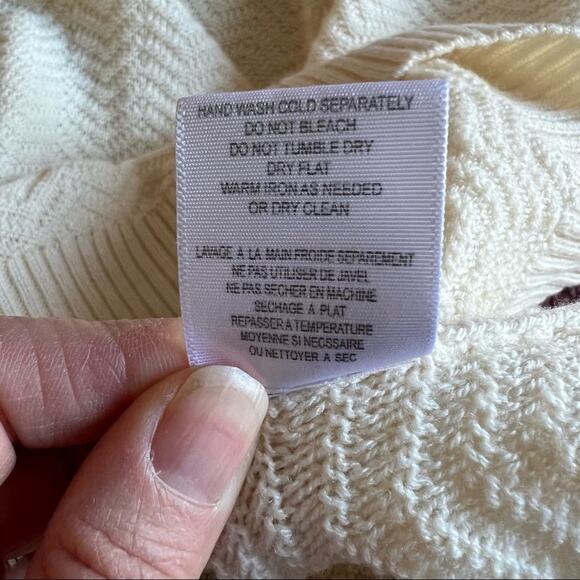 HAND WASH COLD SEPARATELY
DO NOT BLEACH
DO NOT TUMBLE DRY
DRY FLAT
WARM IRON AS NEEDED
OR DRY CLEAN
LAVAGE A LA MAIN FROIDE SEPAREMENT
NE PAS UTILISER DE JAVEL
NE PAS SECHER EN MACHINE
SECHAGE A PLAT
REPASSER A TEMPERATURE
MOYENNE SI NECSSAIRE
OU NETTOYER A SEC